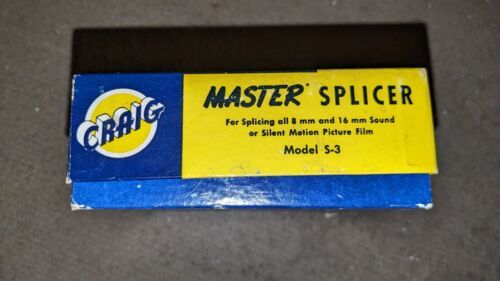 CRAIG
MASTER SPLICER
For Splicing all 8 mm and 16 mm Sound
or Silent Motion Picture Film
Model S-3